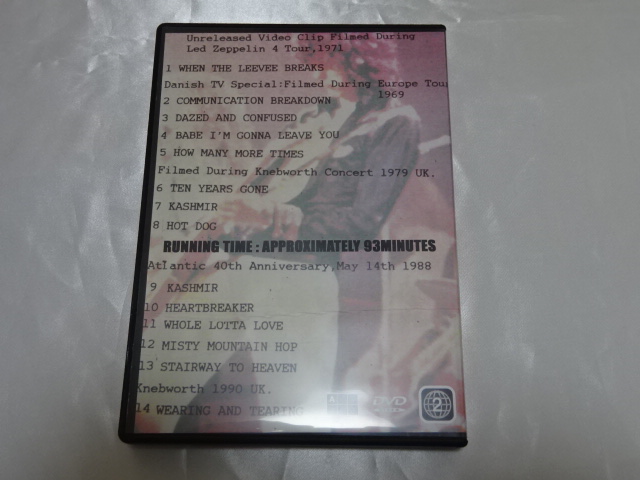 Unreleased Video Clip Filmed During
Led Zeppelin 4 Tour,1971
1 WHEN THE LEEVEE BREAKS
Danish TV Special:Filmed During Europe Tour
1969
2 COMMUNICATION BREAKDOWN
3 DAZED AND CONFUSED
4 BABE I'M GONNA LEAVE YOU
5 HOW MANY MORE TIMES
Filmed During Knebworth Concert 1979 UK.
6 TEN YEARS GONE
7 KASHMIR
8 HOT DOG
RUNNING TIME : APPROXIMATELY 93MINUTES
AtIantic 40th Anniversary,May 14th 1988
9 KASHMIR
10 HEARTBREAKER
11 WHOLE LOTTA LOVE
12 MISTY MOUNTAIN HOP
13 STAIRWAY TO HEAVEN
Knebworth 1990 UK.
14 WEARING AND TEARING
DVD
VIDEO
2